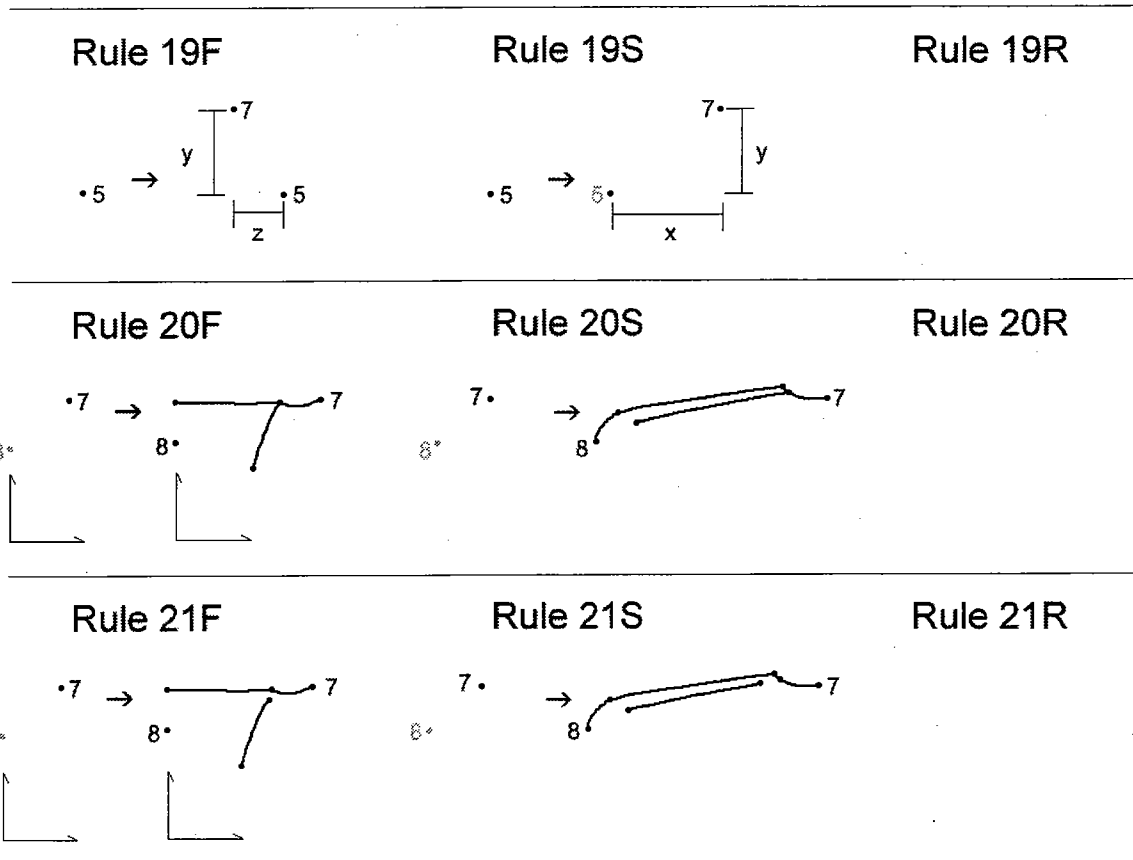 Rule 19F Rule 19S Rule 19R
7 7
y y
5 → 5 5 → 5
z x
Rule 20F Rule 20S Rule 20R
7 → 7 7 → 7
8 8 8 8
Rule 21F Rule 21S Rule 21R
7 → 7 7 → 7
8 8 8